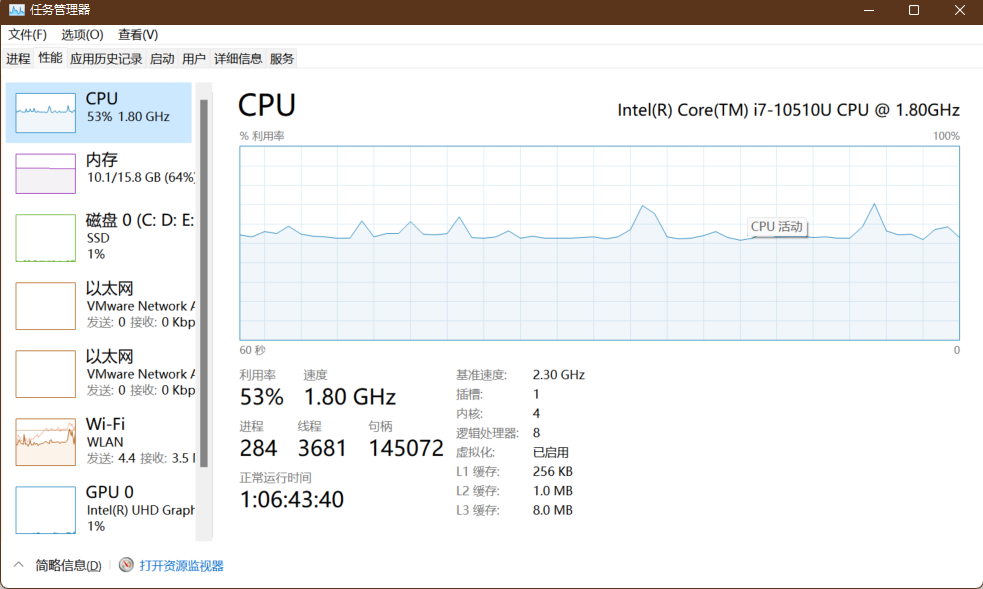 任务管理器
文件(F) 选项(O) 查看(V)
进程 性能 应用历史记录 启动 用户 详细信息 服务
CPU
53% 1.80 GHz
内存
10.1/15.8 GB (64%)
磁盘 0 (C: D: E:
SSD
1%
以太网
VMware Network A
发送: 0 接收: 0 Kbp
以太网
VMware Network A
发送: 0 接收: 0 Kbp
Wi-Fi
WLAN
发送: 4.4 接收: 3.5
GPU 0
Intel(R) UHD Graph
1%
CPU
Intel(R) Core(TM) i7-10510U CPU @ 1.80GHz
% 利用率
100%
CPU 活动
60 秒
0
利用率 速度
53% 1.80 GHz
进程 线程 句柄
284 3681 145072
正常运行时间
1:06:43:40
基准速度: 2.30 GHz
插槽: 1
内核: 4
逻辑处理器: 8
虚拟化: 已启用
L1 缓存: 256 KB
L2 缓存: 1.0 MB
L3 缓存: 8.0 MB
简略信息(D)
打开资源监视器